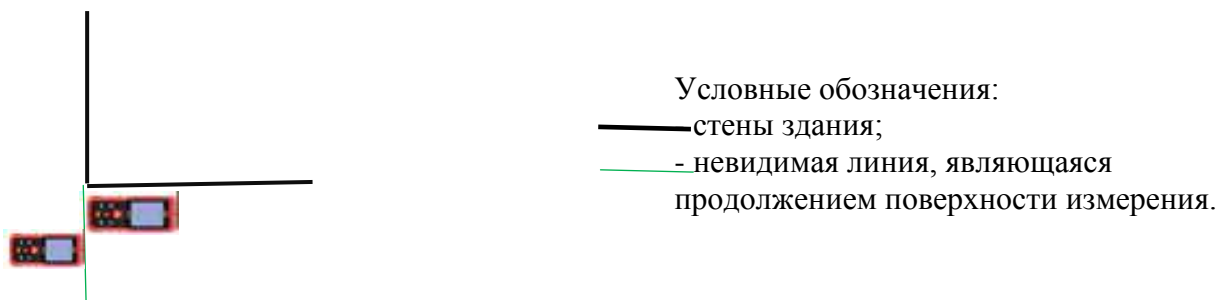 Условные обозначения:
стены здания;
- невидимая линия, являющаяся
продолжением поверхности измерения.